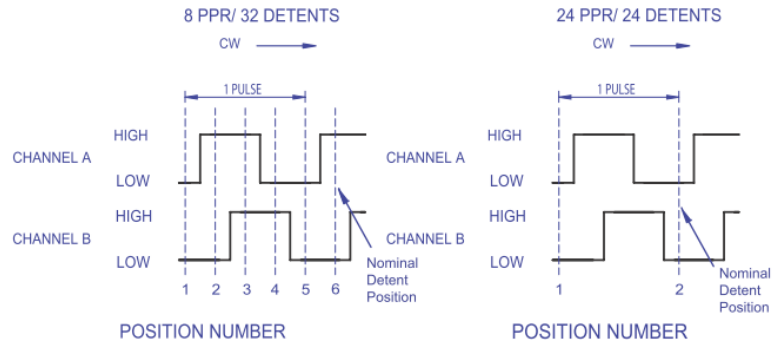 8 PPR/ 32 DETENTS
CW
1 PULSE
CHANNEL A
HIGH
LOW
CHANNEL B
HIGH
LOW
1 2 3 4 5 6
Nominal
Detent
Position
POSITION NUMBER
24 PPR/ 24 DETENTS
CW
1 PULSE
CHANNEL A
HIGH
LOW
CHANNEL B
HIGH
LOW
1 2
Nominal
Detent
Position
POSITION NUMBER